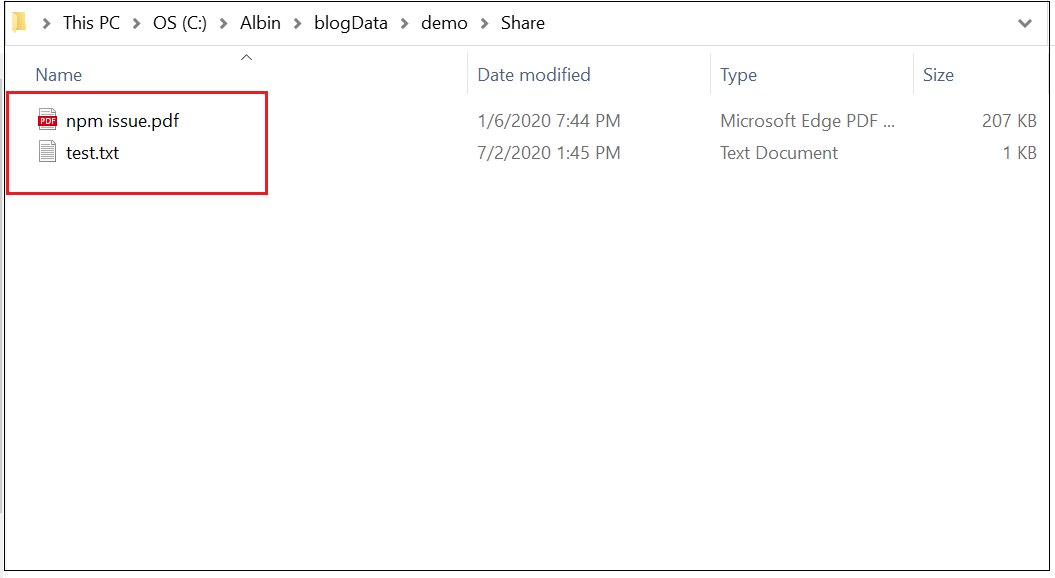 This PC OS (C:) Albin blogData demo Share
Name Date modified Type Size
PDF npm issue.pdf 1/6/2020 7:44 PM Microsoft Edge PDF ... 207 KB
test.txt 7/2/2020 1:45 PM Text Document 1 KB